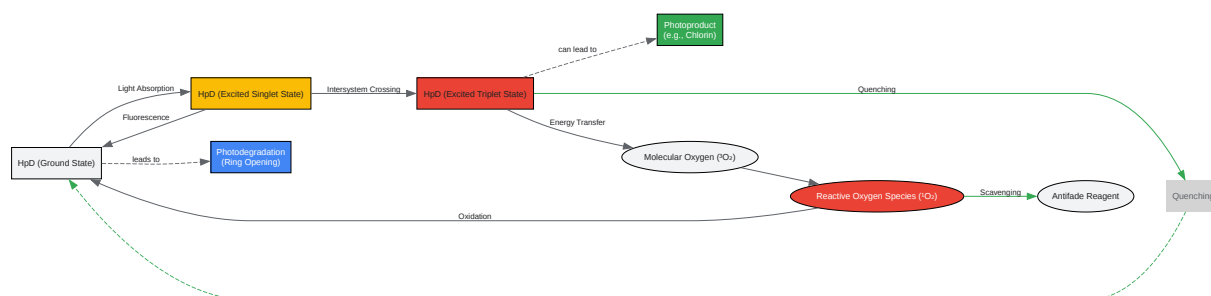 Photoproduct
(e.g., Chlorin)
can lead to
Light Absorption
HpD (Excited Singlet State)
Intersystem Crossing
HpD (Excited Triplet State)
Quenching
Fluorescence
Energy Transfer
HpD (Ground State)
leads to
Photodegradation
(Ring Opening)
Molecular Oxygen (³O₂)
Reactive Oxygen Species (¹O₂)
Scavenging
Antifade Reagent
Quenching
Oxidation